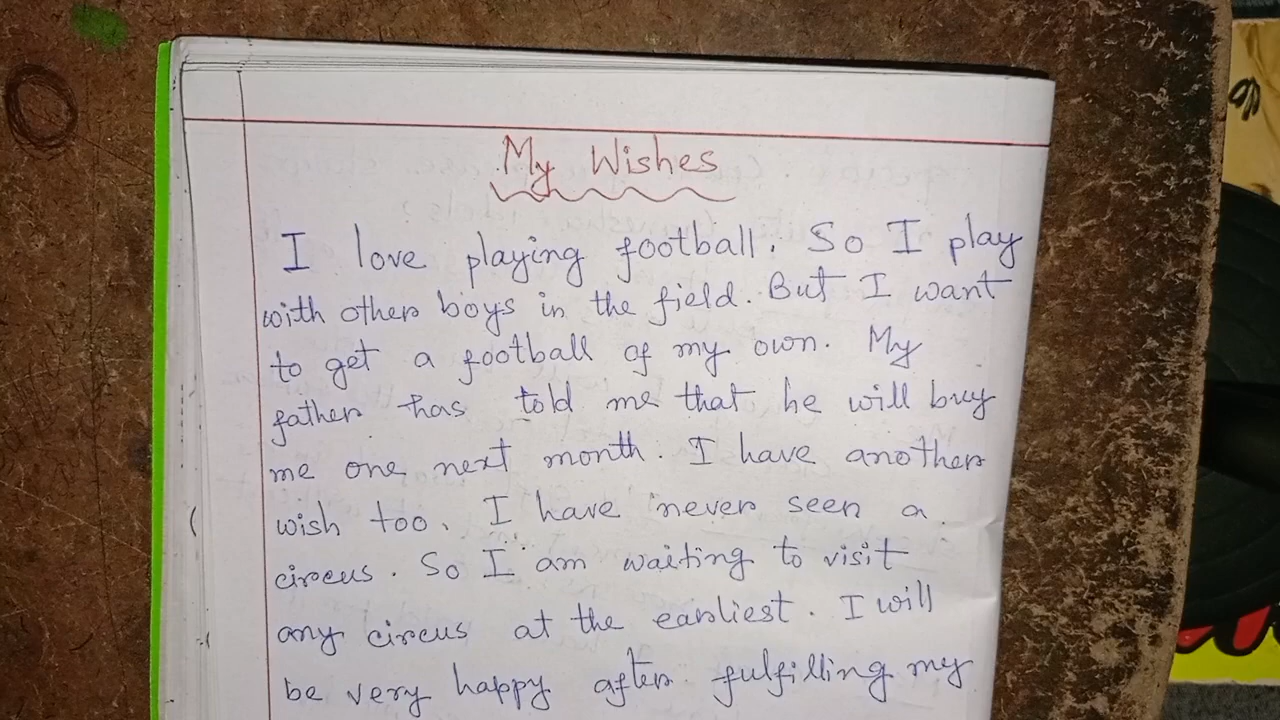 My Wishes
I love playing football. So I play
with other boys in the field. But I want
to get a football of my own. My
father has told me that he will buy
me one next month. I have another
wish too. I have never seen a
circus. So I am waiting to visit
any circus at the earliest. I will
be very happy after fulfilling my